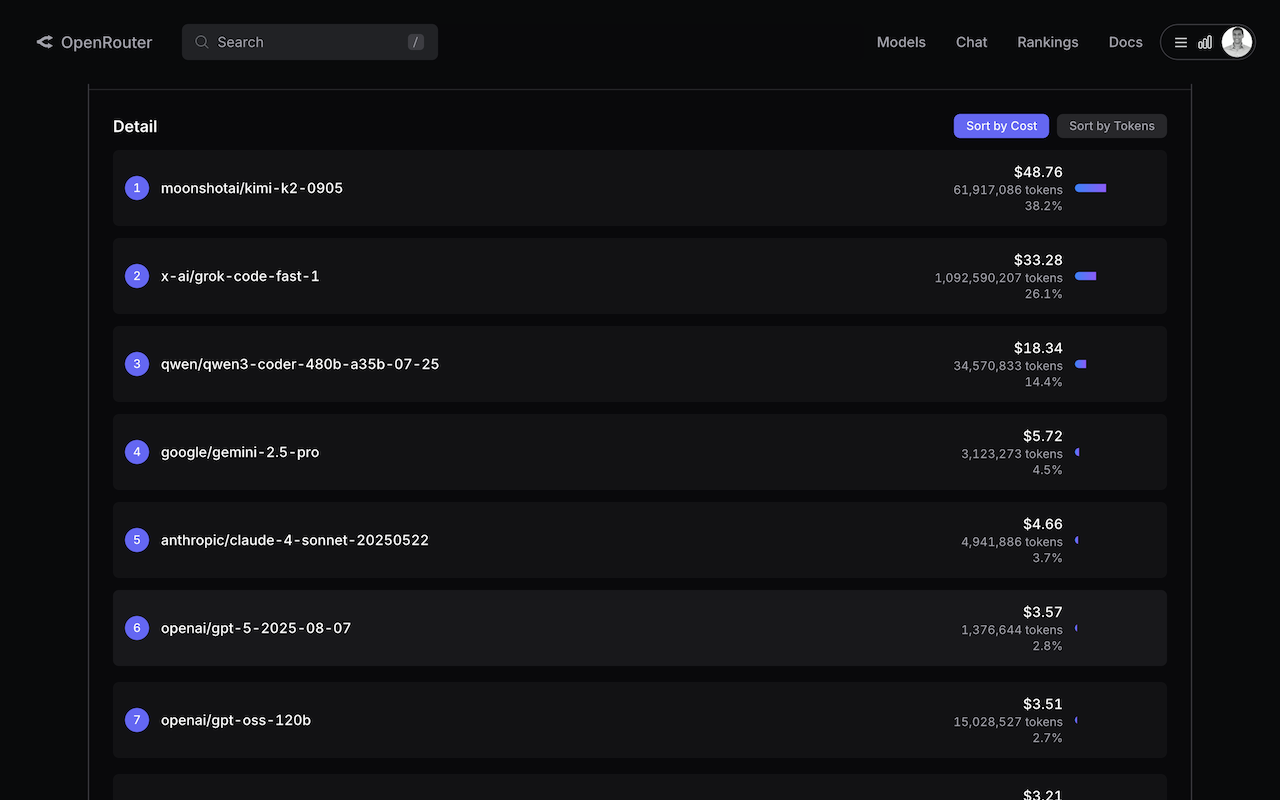 OpenRouter
Search
/
Models
Chat
Rankings
Docs
Detail
Sort by Cost
Sort by Tokens
1
moonshotai/kimi-k2-0905
$48.76
61,917,086 tokens
38.2%
2
x-ai/grok-code-fast-1
$33.28
1,092,590,207 tokens
26.1%
3
qwen/qwen3-coder-480b-a35b-07-25
$18.34
34,570,833 tokens
14.4%
4
google/gemini-2.5-pro
$5.72
3,123,273 tokens
4.5%
5
anthropic/claude-4-sonnet-20250522
$4.66
4,941,886 tokens
3.7%
6
openai/gpt-5-2025-08-07
$3.57
1,376,644 tokens
2.8%
7
openai/gpt-oss-120b
$3.51
15,028,527 tokens
2.7%
$3.21